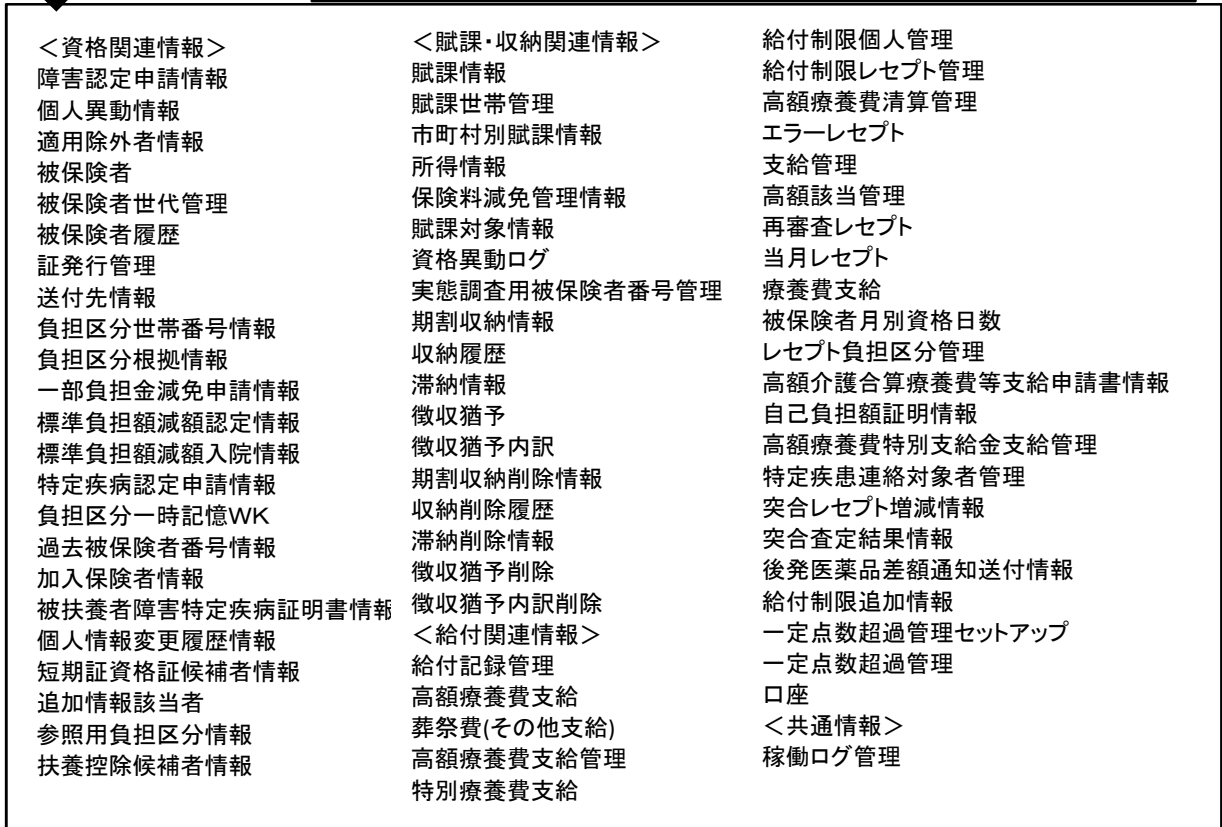 ＜資格関連情報＞
障害認定申請情報
個人異動情報
適用除外者情報
被保険者
被保険者世代管理
被保険者履歴
証発行管理
送付先情報
負担区分世帯番号情報
負担区分根拠情報
一部負担金減免申請情報
標準負担額減額認定情報
標準負担額減額入院情報
特定疾病認定申請情報
負担区分一時記憶WK
過去被保険者番号情報
加入保険者情報
被扶養者障害特定疾病証明書情報
個人情報変更履歴情報
短期証資格証候補者情報
追加情報該当者
参照用負担区分情報
扶養控除候補者情報
＜賦課・収納関連情報＞
賦課情報
賦課世帯管理
市町村別賦課情報
所得情報
保険料減免管理情報
賦課対象情報
資格異動ログ
実態調査用被保険者番号管理
期割収納情報
収納履歴
滞納情報
徴収猶予
徴収猶予内訳
期割収納削除情報
収納削除履歴
滞納削除情報
徴収猶予削除
徴収猶予内訳削除
＜給付関連情報＞
給付記録管理
高額療養費支給
葬祭費(その他支給)
高額療養費支給管理
特別療養費支給
給付制限個人管理
給付制限レセプト管理
高額療養費清算管理
エラーレセプト
支給管理
高額該当管理
再審査レセプト
当月レセプト
療養費支給
被保険者月別資格日数
レセプト負担区分管理
高額介護合算療養費等支給申請書情報
自己負担額証明情報
高額療養費特別支給金支給管理
特定疾患連絡対象者管理
突合レセプト増減情報
突合査定結果情報
後発医薬品差額通知送付情報
給付制限追加情報
一定点数超過管理セットアップ
一定点数超過管理
口座
＜共通情報＞
稼働ログ管理